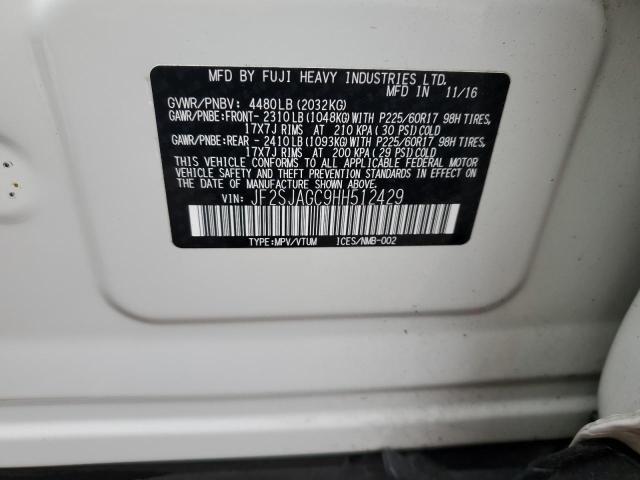 MFD BY FUJI HEAVY INDUSTRIES LTD.
MFD IN 11/16
GVWR/PNBV: 4480LB (2032KG)
GAWR/PNBE:FRONT- 2310LB (1048KG)WITH P225/60R17 98H TIRES,
17X7J RIMS AT 210 KPA ( 30 PSI)COLD
GAWR/PNBE:REAR - 2410LB (1093KG)WITH P225/60R17 98H TIRES,
17X7J RIMS AT 200 KPA ( 29 PSI)COLD
THIS VEHICLE CONFORMS TO ALL APPLICABLE FEDERAL MOTOR
VEHICLE SAFETY STANDARDS IN EFFECT ON THE DATE OF
MANUFACTURE SHOWN ABOVE.
VIN: JF2SJAGC9HH512429
TYPE:MPV/VTUM ICES/NMB-002